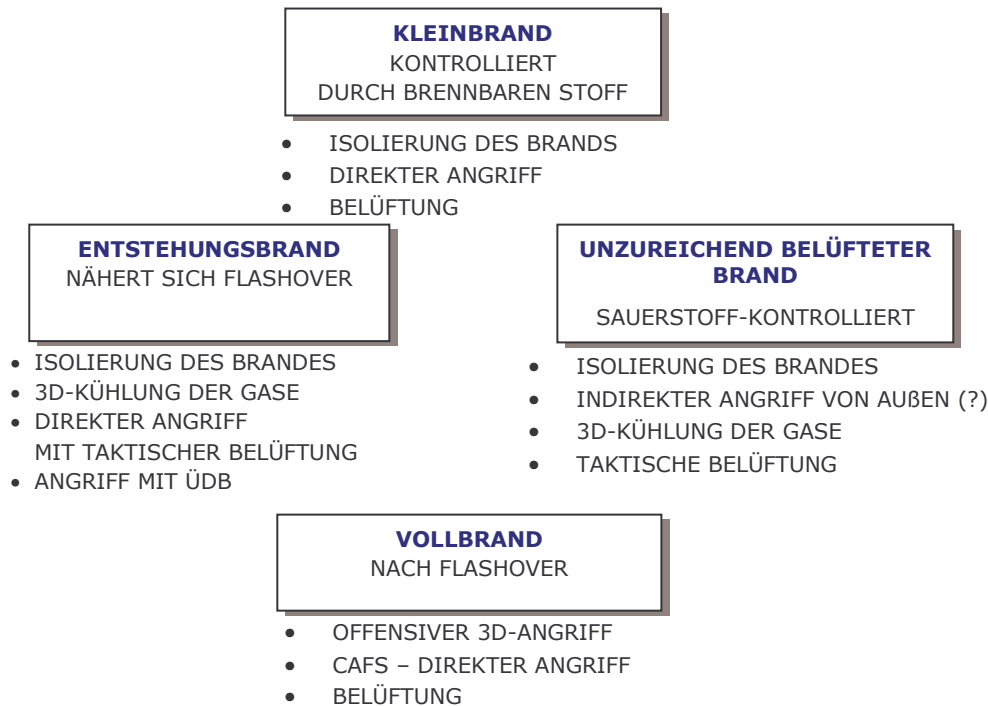 KLEINBRAND
KONTROLLIERT
DURCH BRENNBAREN STOFF
• ISOLIERUNG DES BRANDS
• DIREKTER ANGRIFF
• BELÜFTUNG
ENTSTEHUNGSBRAND
NÄHERT SICH FLASHOVER
• ISOLIERUNG DES BRANDES
• 3D-KÜHLUNG DER GASE
• DIREKTER ANGRIFF
MIT TAKTISCHER BELÜFTUNG
• ANGRIFF MIT ÜDB
UNZUREICHEND BELÜFTETER
BRAND
SAUERSTOFF-KONTROLLIERT
• ISOLIERUNG DES BRANDES
• INDIREKTER ANGRIFF VON AUßEN (?)
• 3D-KÜHLUNG DER GASE
• TAKTISCHE BELÜFTUNG
VOLLBRAND
NACH FLASHOVER
• OFFENSIVER 3D-ANGRIFF
• CAFS – DIREKTER ANGRIFF
• BELÜFTUNG